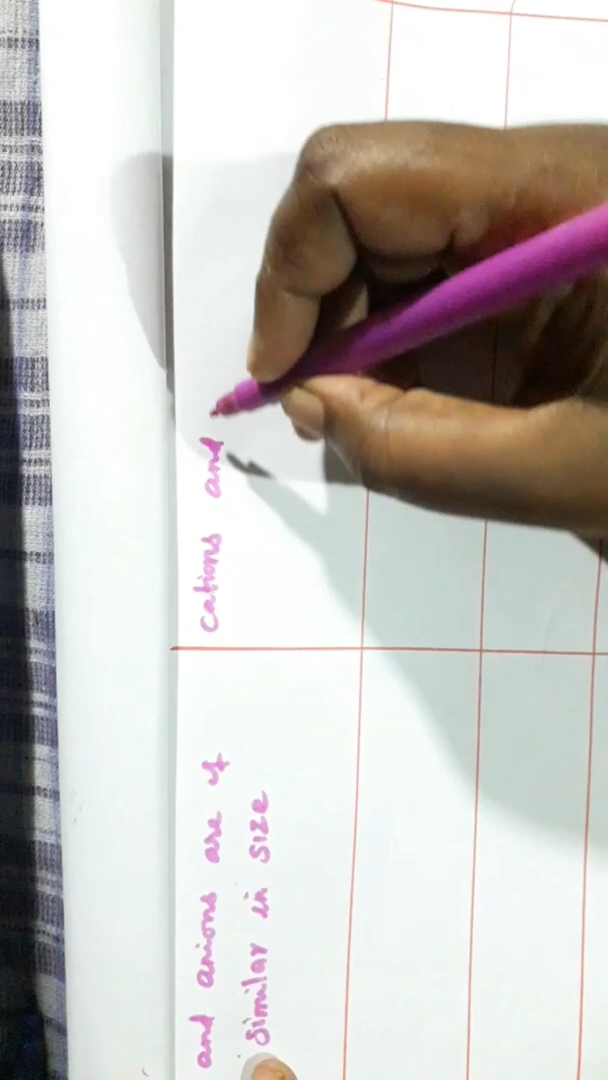 and anions are of
similar in size
cations and